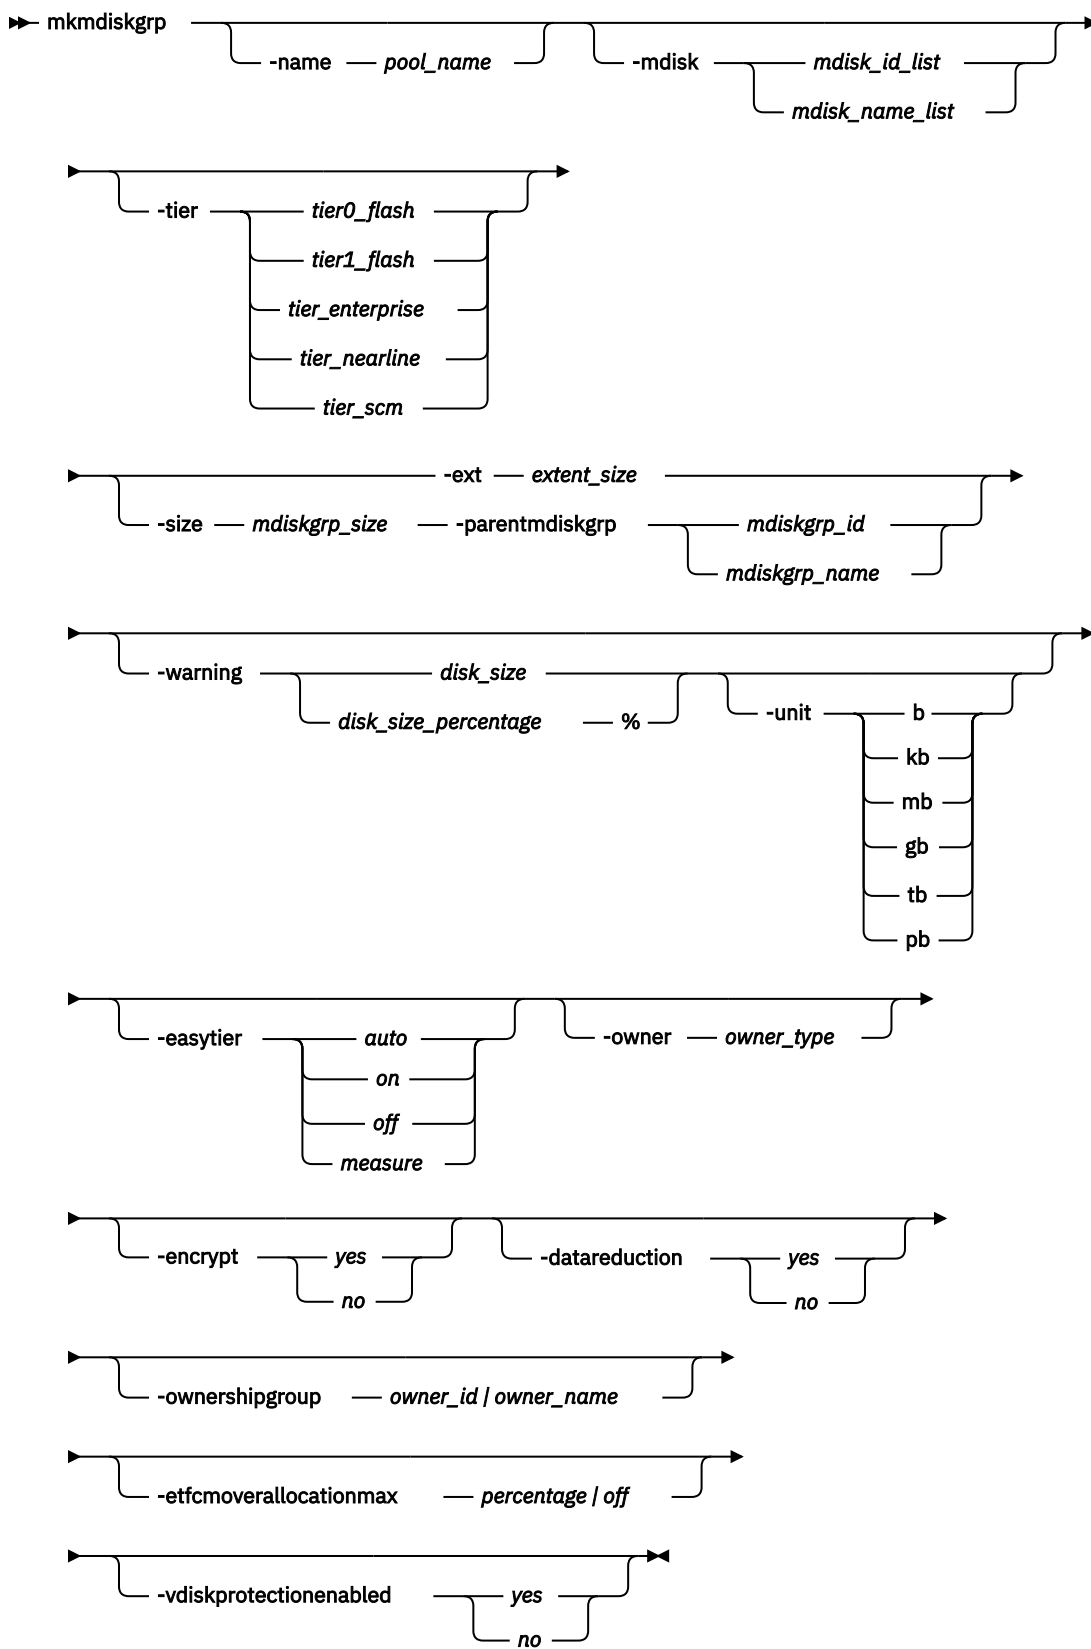 mkmdiskgrp
-name pool_name -mdisk mdisk_id_list
mdisk_name_list
-tier tier0_flash
tier1_flash
tier_enterprise
tier_nearline
tier_scm
-ext extent_size
-size mdiskgrp_size -parentmdiskgrp mdiskgrp_id
mdiskgrp_name
-warning disk_size
disk_size_percentage % -unit b
kb
mb
gb
tb
pb
-easytier auto -owner owner_type
on
off
measure
-encrypt yes -datareduction yes
no no
-ownershipgroup owner_id | owner_name
-etfcmoverallocationmax percentage | off
-vdiskprotectionenabled yes
no